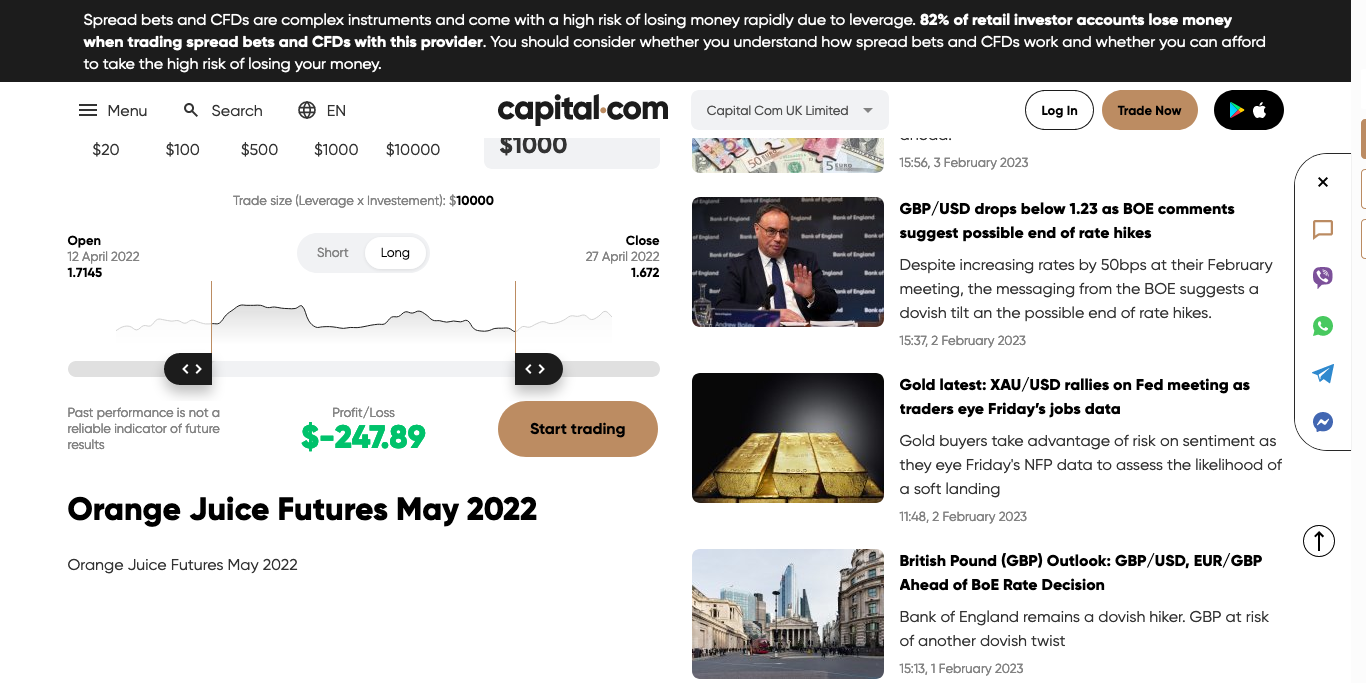 Spread bets and CFDs are complex instruments and come with a high risk of losing money rapidly due to leverage. 82% of retail investor accounts lose money
when trading spread bets and CFDs with this provider. You should consider whether you understand how spread bets and CFDs work and whether you can afford
to take the high risk of losing your money.
Menu
Search
EN
capital.com
Capital Com UK Limited
Log In
Trade Now
$20
$100
$500
$1000
$10000
$1000
Trade size (Leverage x Investement): $10000
Open
12 April 2022
1.7145
Short
Long
Close
27 April 2022
1.672
Past performance is not a
reliable indicator of future
results
Profit/Loss
$-247.89
Start trading
Orange Juice Futures May 2022
Orange Juice Futures May 2022
ahead.
15:56, 3 February 2023
GBP/USD drops below 1.23 as BOE comments
suggest possible end of rate hikes
Despite increasing rates by 50bps at their February
meeting, the messaging from the BOE suggests a
dovish tilt an the possible end of rate hikes.
15:37, 2 February 2023
Gold latest: XAU/USD rallies on Fed meeting as
traders eye Friday's jobs data
Gold buyers take advantage of risk on sentiment as
they eye Friday's NFP data to assess the likelihood of
a soft landing
11:48, 2 February 2023
British Pound (GBP) Outlook: GBP/USD, EUR/GBP
Ahead of BoE Rate Decision
Bank of England remains a dovish hiker. GBP at risk
of another dovish twist
15:13, 1 February 2023